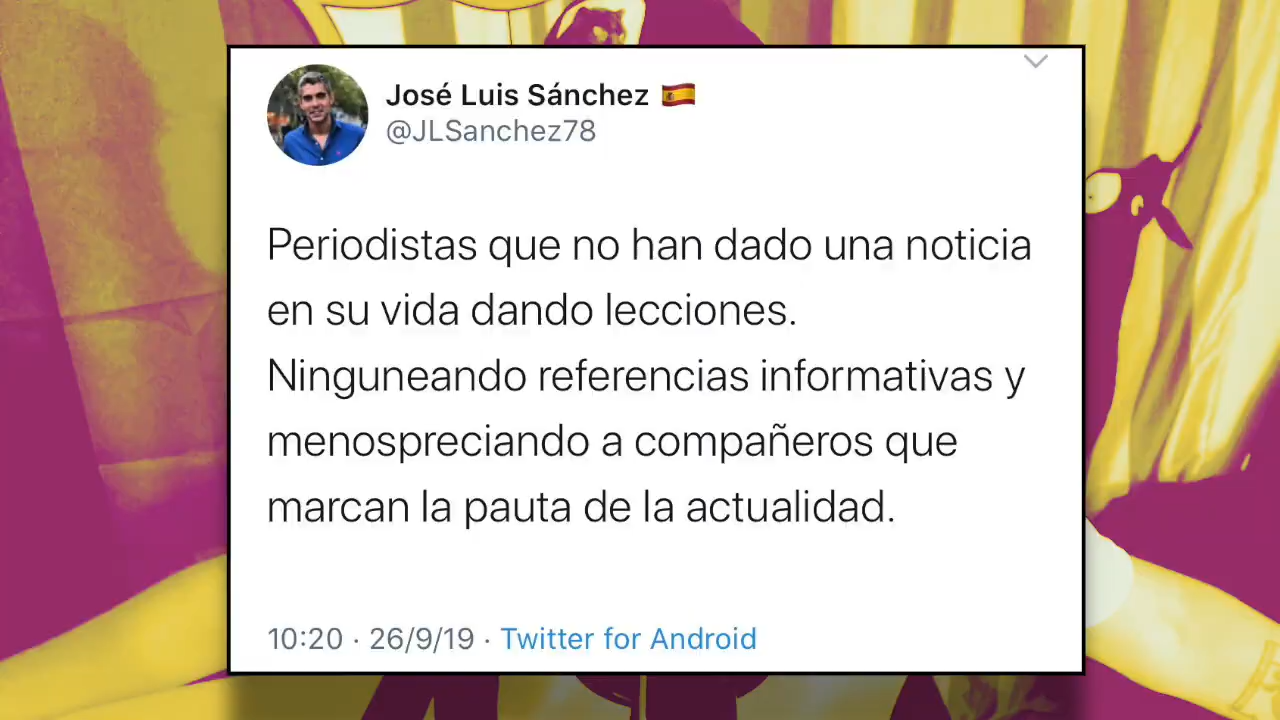 José Luis Sánchez 🇪🇸
@JLSanchez78
Periodistas que no han dado una noticia
en su vida dando lecciones.
Ninguneando referencias informativas y
menospreciando a compañeros que
marcan la pauta de la actualidad.
10:20 · 26/9/19 · Twitter for Android